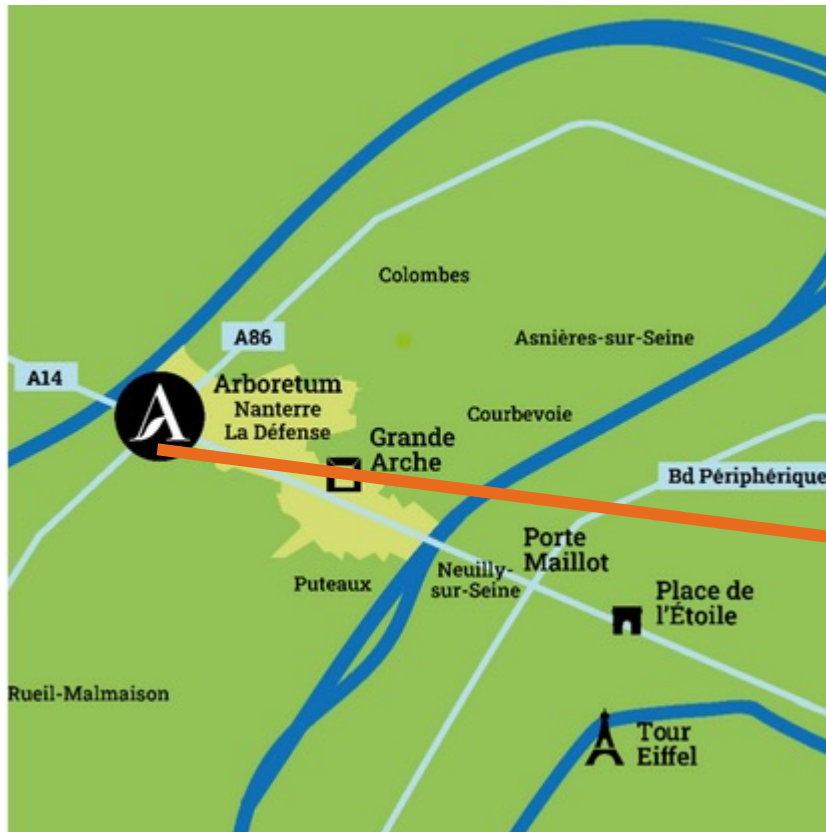 Colombes
A86
Asnières-sur-Seine
A14
Arboretum
Nanterre
La Défense
A
Courbevoie
Grande
Arche
Bd Périphérique
Porte
Maillot
Neuilly-
sur-Seine
Puteaux
Place de
l'Étoile
Rueil-Malmaison
Tour
Eiffel